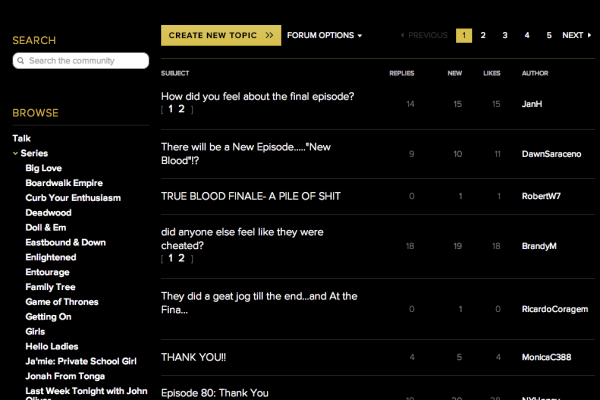 SEARCH
Search the community
BROWSE
Talk
Series
Big Love
Boardwalk Empire
Curb Your Enthusiasm
Deadwood
Doll & Em
Eastbound & Down
Enlightened
Entourage
Family Tree
Game of Thrones
Getting On
Girls
Hello Ladies
Ja'mie: Private School Girl
Jonah From Tonga
Last Week Tonight with John
Oliver
CREATE NEW TOPIC >> FORUM OPTIONS
PREVIOUS 1 2 3 4 5 NEXT
SUBJECT REPLIES NEW LIKES AUTHOR
How did you feel about the final episode?
[ 1 2 ]
14 15 15 JanH
There will be a New Episode....."New
Blood"!?
9 10 11 DawnSaraceno
TRUE BLOOD FINALE- A PILE OF SHIT 0 1 1 RobertW7
did anyone else feel like they were
cheated?
[ 1 2 ]
18 19 18 BrandyM
They did a geat jog till the end...and At the
Fina...
0 1 0 RicardoCoragem
THANK YOU!! 4 5 4 MonicaC388
Episode 80: Thank You